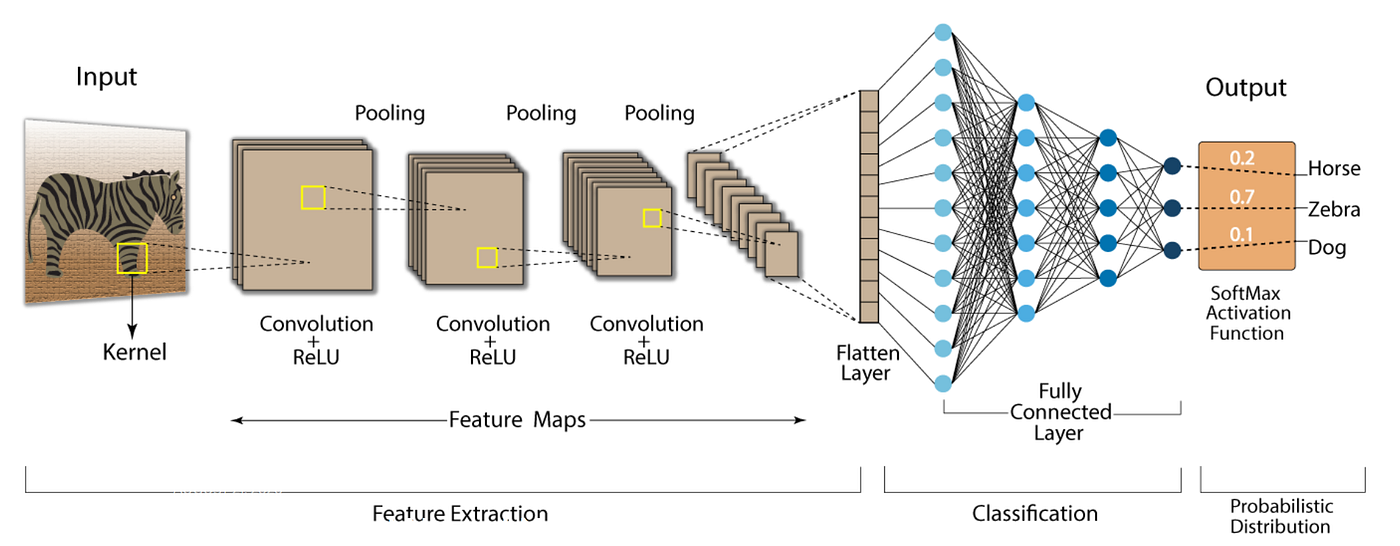 Input
Pooling
Pooling
Pooling
Output
0.2
Horse
0.7
Zebra
0.1
Dog
SoftMax
Activation
Function
Kernel
Convolution
+
ReLU
Convolution
+
ReLU
Convolution
+
ReLU
Flatten
Layer
Feature Maps
Fully
Connected
Layer
Feature Extraction
Classification
Probabilistic
Distribution